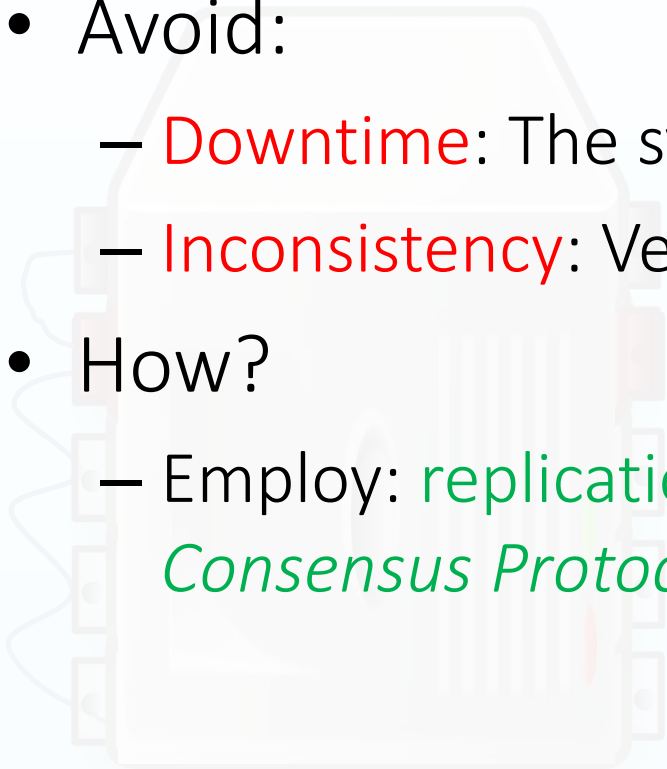 • Avoid:
– Downtime: The
– Inconsistency:
• How?
– Employ:
Consensus